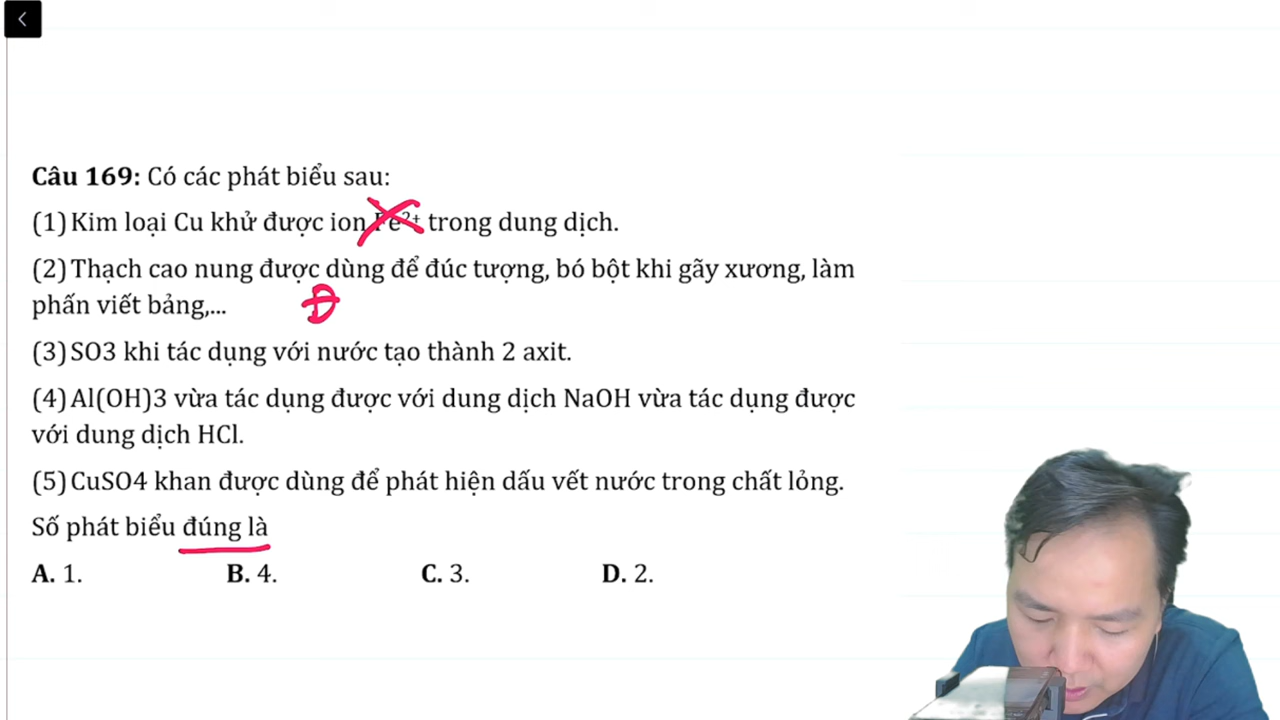 Câu 169: Có các phát biểu sau:
(1) Kim loại Cu khử được ion Fe²⁺ trong dung dịch.
(2) Thạch cao nung được dùng để đúc tượng, bó bột khi gãy xương, làm
phấn viết bảng,...
Đ
(3) SO3 khi tác dụng với nước tạo thành 2 axit.
(4) Al(OH)3 vừa tác dụng được với dung dịch NaOH vừa tác dụng được
với dung dịch HCl.
(5) CuSO4 khan được dùng để phát hiện dấu vết nước trong chất lỏng.
Số phát biểu đúng là
A. 1. B. 4. C. 3. D. 2.